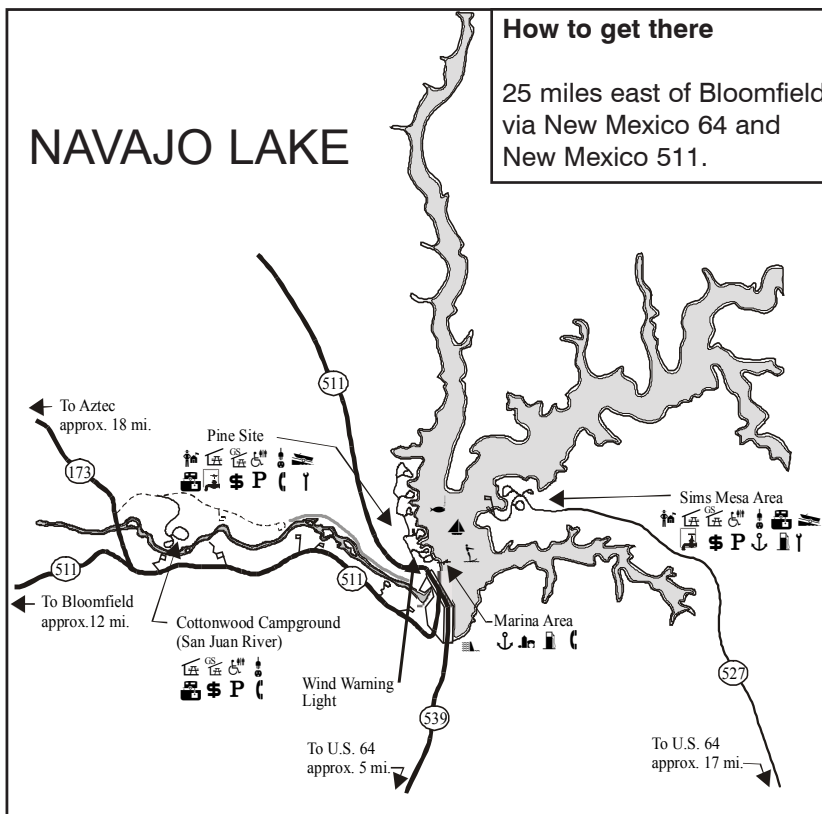 How to get there
25 miles east of Bloomfield
via New Mexico 64 and
New Mexico 511.
NAVAJO LAKE
511
To Aztec
approx. 18 mi.
173
Pine Site
GS
$ P
Sims Mesa Area
GS
$ P
511
511
To Bloomfield
approx.12 mi.
Cottonwood Campground
(San Juan River)
GS
$ P
Marina Area
Wind Warning
Light
527
539
To U.S. 64
approx. 5 mi.
To U.S. 64
approx. 17 mi.